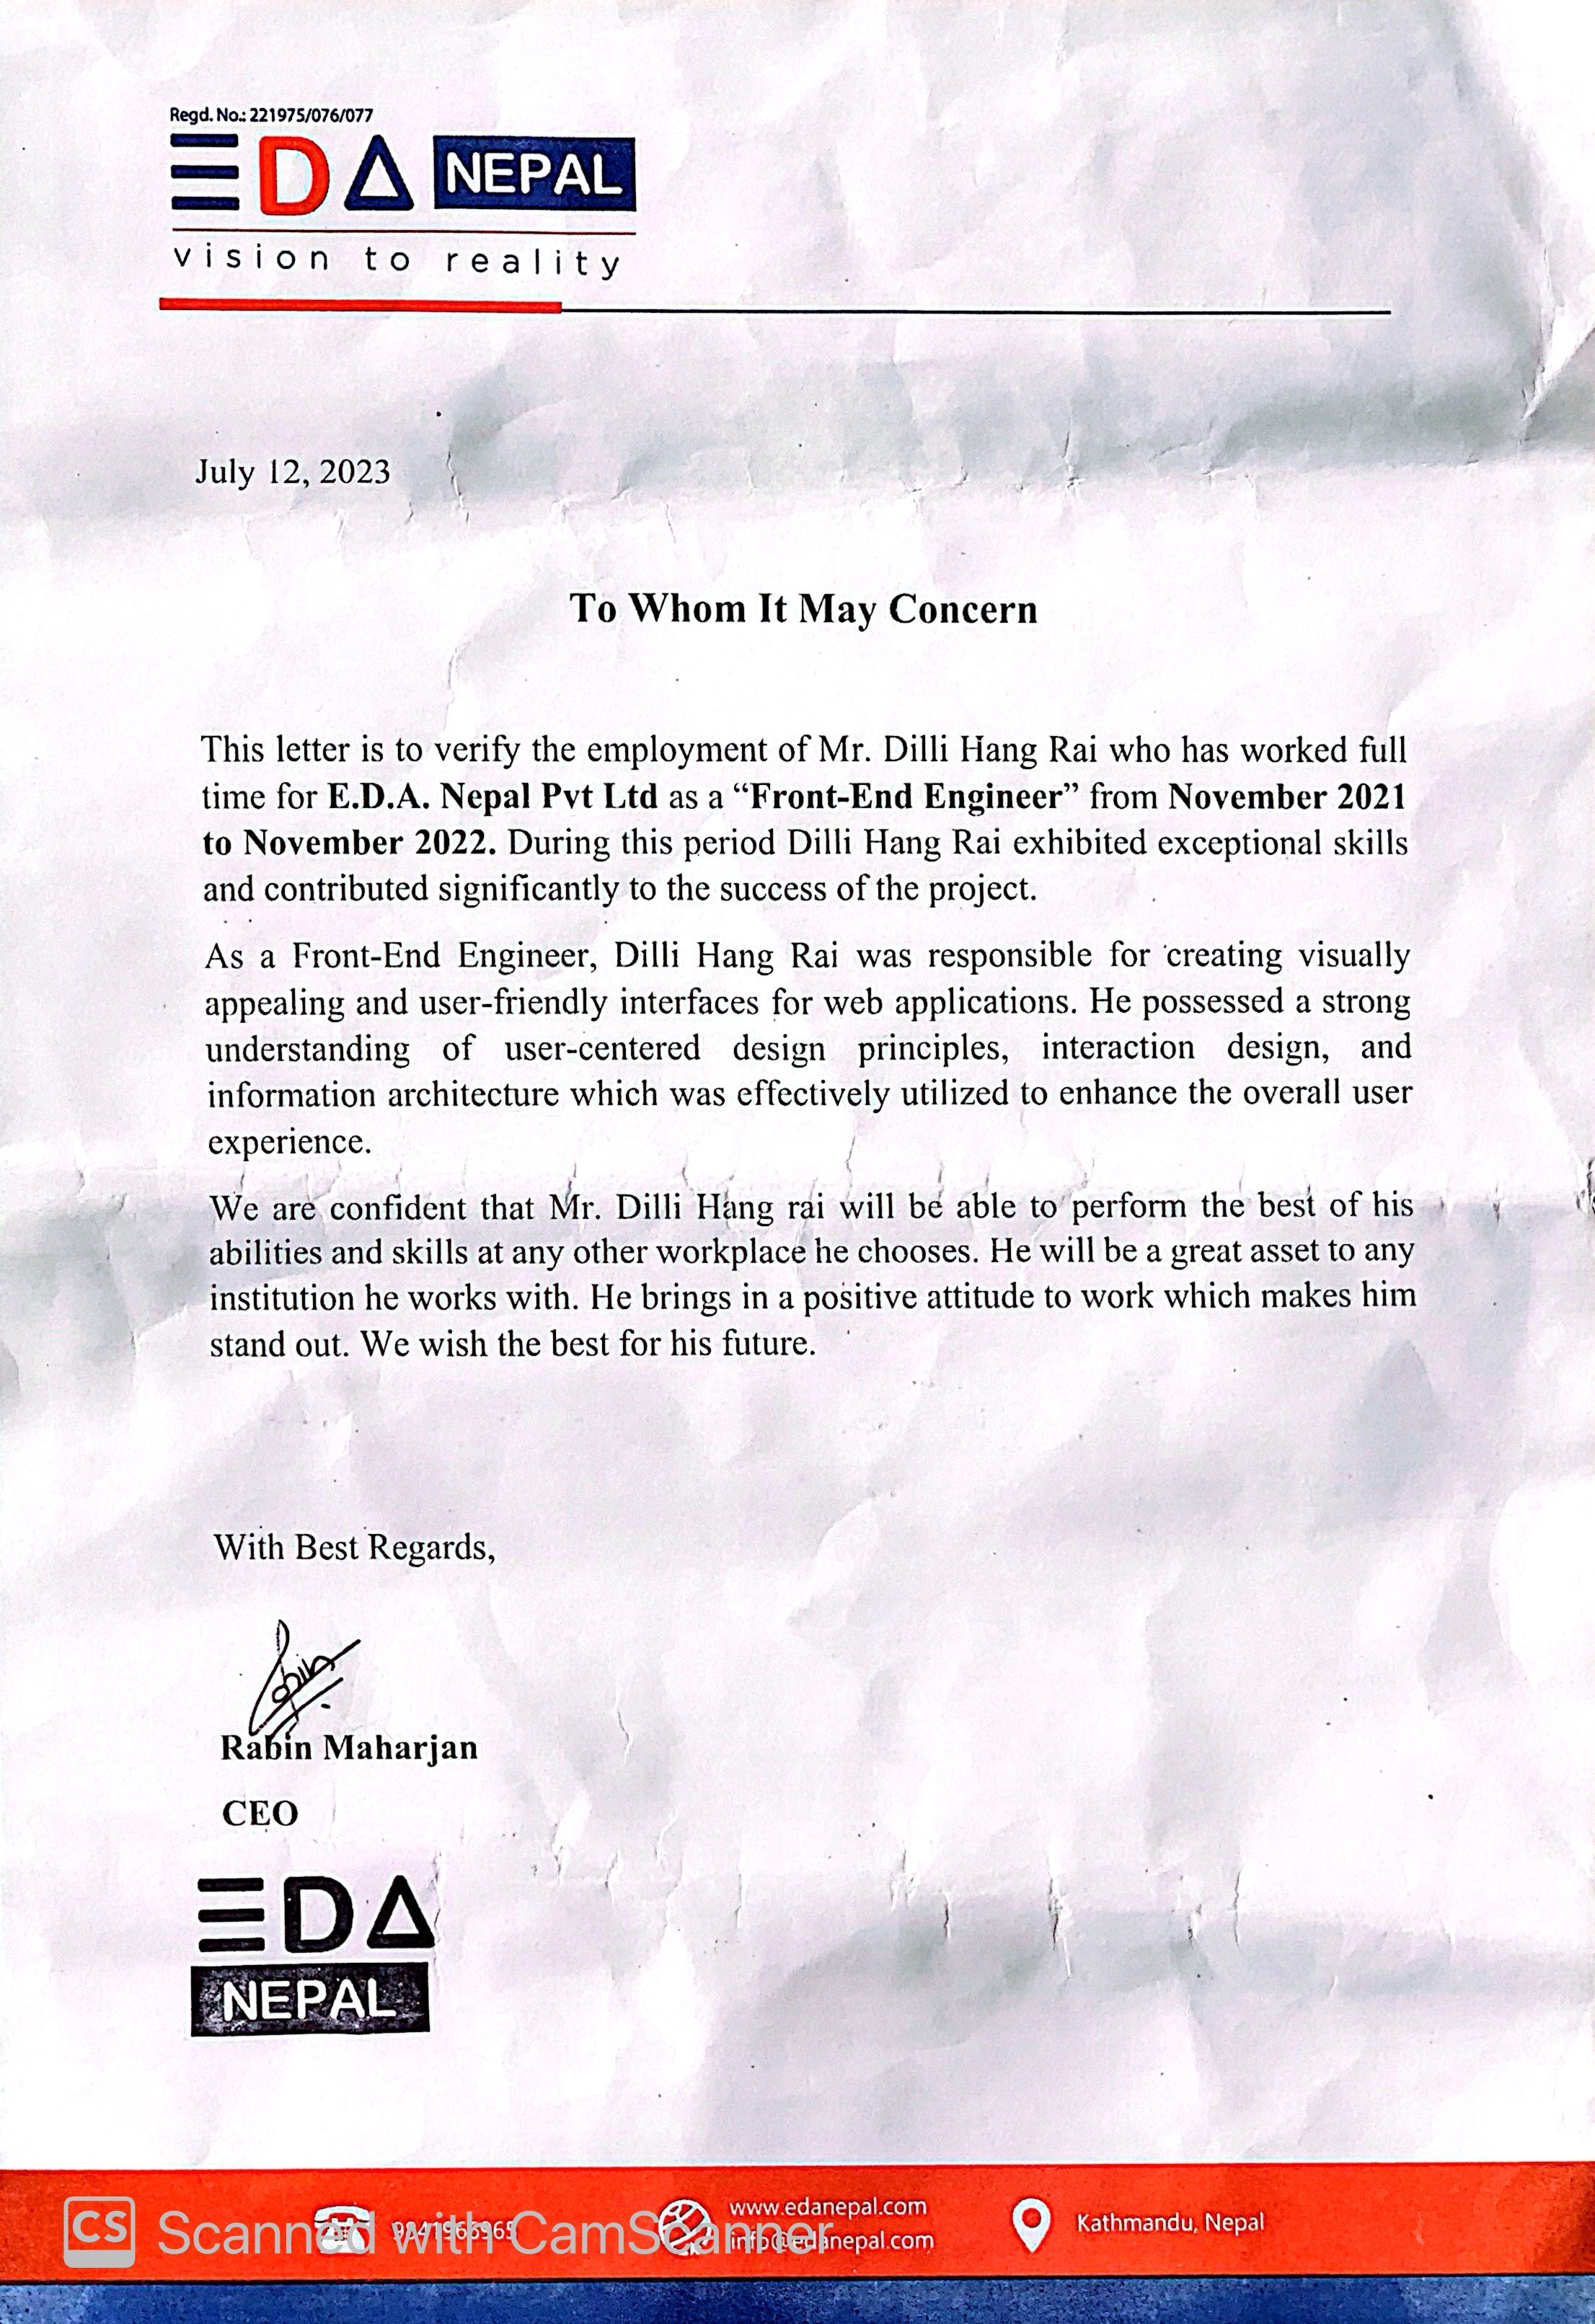 Regd. No.: 221975/076/077
EDA NEPAL
vision to reality
July 12, 2023
To Whom It May Concern
This letter is to verify the employment of Mr. Dilli Hang Rai who has worked full
time for E.D.A. Nepal Pvt Ltd as a “Front-End Engineer” from November 2021
to November 2022. During this period Dilli Hang Rai exhibited exceptional skills
and contributed significantly to the success of the project.
As a Front-End Engineer, Dilli Hang Rai was responsible for creating visually
appealing and user-friendly interfaces for web applications. He possessed a strong
understanding of user-centered design principles, interaction design, and
information architecture which was effectively utilized to enhance the overall user
experience.
We are confident that Mr. Dilli Hang rai will be able to perform the best of his
abilities and skills at any other workplace he chooses. He will be a great asset to any
institution he works with. He brings in a positive attitude to work which makes him
stand out. We wish the best for his future.
With Best Regards,
Rabin Maharjan
CEO
EDA
NEPAL
www.edanepal.com
info@edanepal.com
Kathmandu, Nepal
CS Scanned with CamScanner